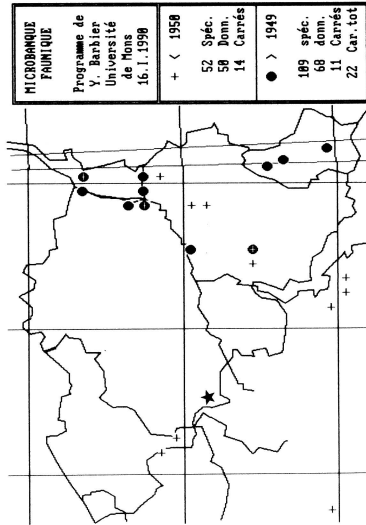 MICROBANQUE
FAUNIQUE
Programme de
Y. Barbier
Université
de Mons
16.I.1990
+ < 1950
52 Spéc.
50 Donn.
14 Carrés
● > 1949
109 spéc.
68 donn.
11 Carrés
22 Car.tot